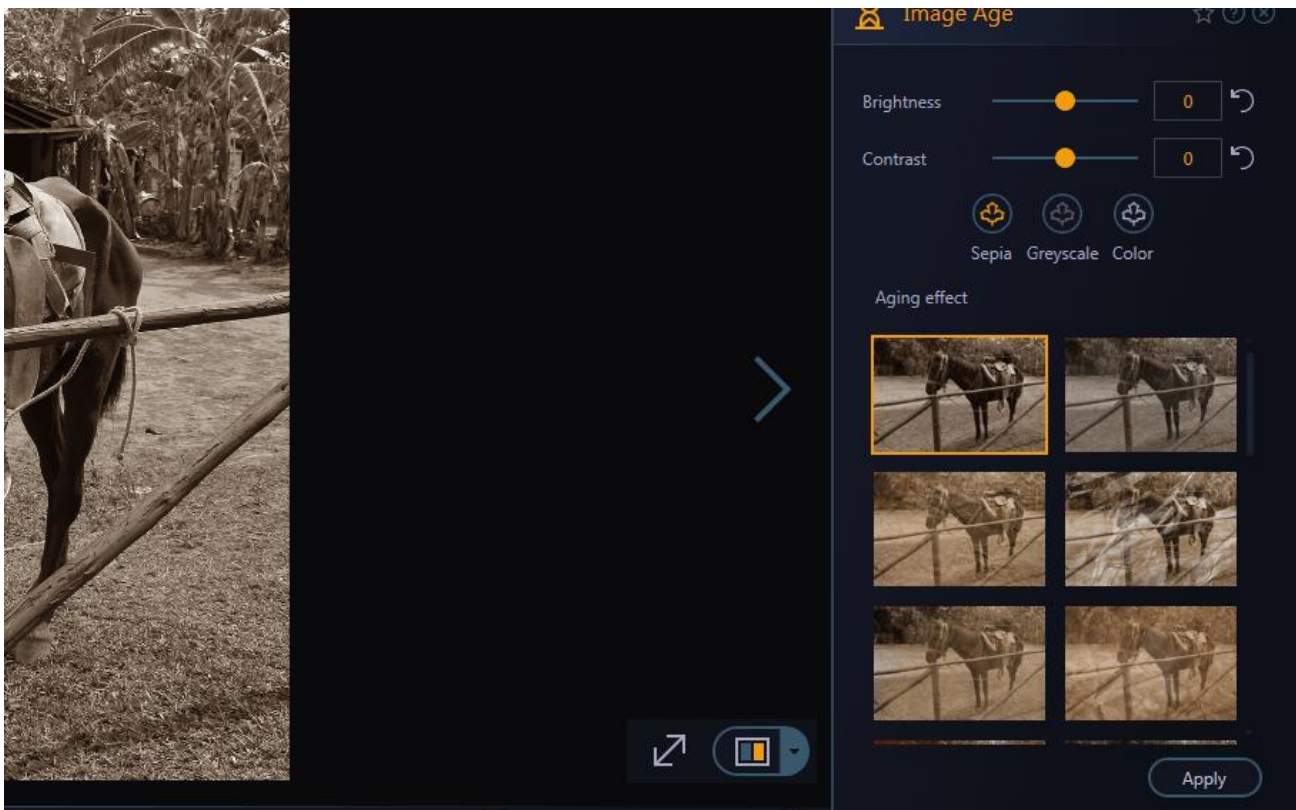 Image Age
Brightness
0
Contrast
0
Sepia
Greyscale
Color
Aging effect
Apply